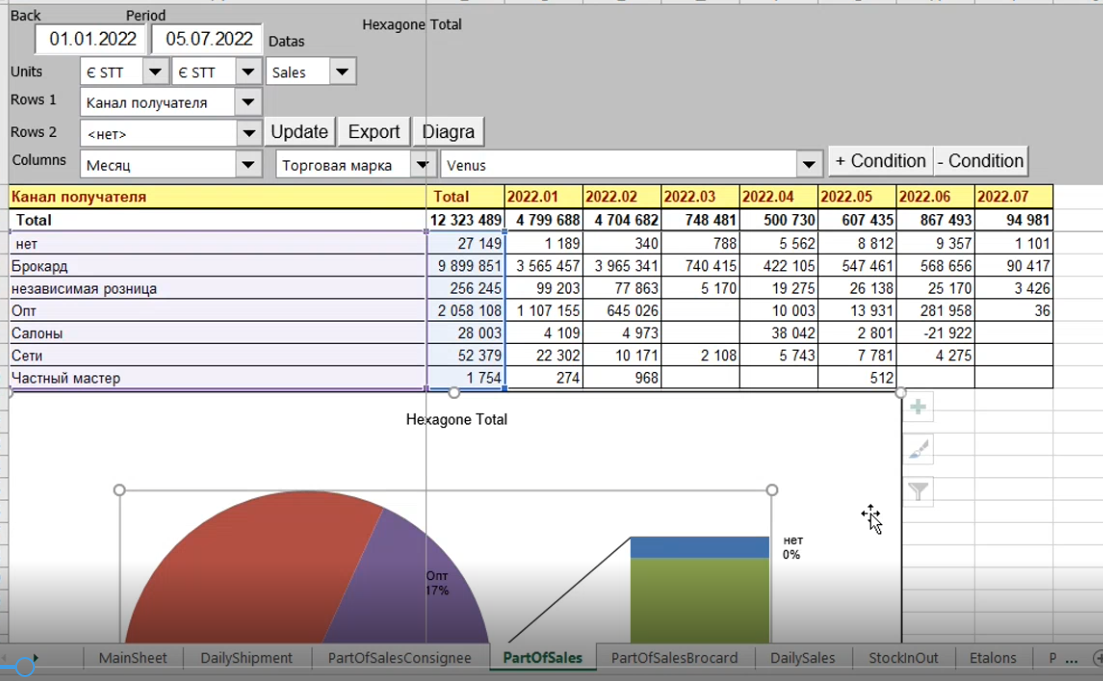 Back Period
01.01.2022 05.07.2022 Datas Hexagone Total
Units Є STT Є STT Sales
Rows 1 Канал получателя
Rows 2 <нет> Update Export Diagra
Columns Месяц Торговая марка Venus + Condition - Condition
Канал получателя Total 2022.01 2022.02 2022.03 2022.04 2022.05 2022.06 2022.07
Total 12 323 489 4 799 688 4 704 682 748 481 500 730 607 435 867 493 94 981
нет 27 149 1 189 340 788 5 562 8 812 9 357 1 101
Брокард 9 899 851 3 565 457 3 965 341 740 415 422 105 547 461 568 656 90 417
независимая розница 256 245 99 203 77 863 5 170 19 275 26 138 25 170 3 426
Опт 2 058 108 1 107 155 645 026 10 003 13 931 281 958 36
Салоны 28 003 4 109 4 973 38 042 2 801 -21 922
Сети 52 379 22 302 10 171 2 108 5 743 7 781 4 275
Частный мастер 1 754 274 968 512
Hexagone Total
нет
0%
Опт
17%
MainSheet DailyShipment PartOfSalesConsignee PartOfSales PartOfSalesBrocard DailySales StockInOut Etalons P ...